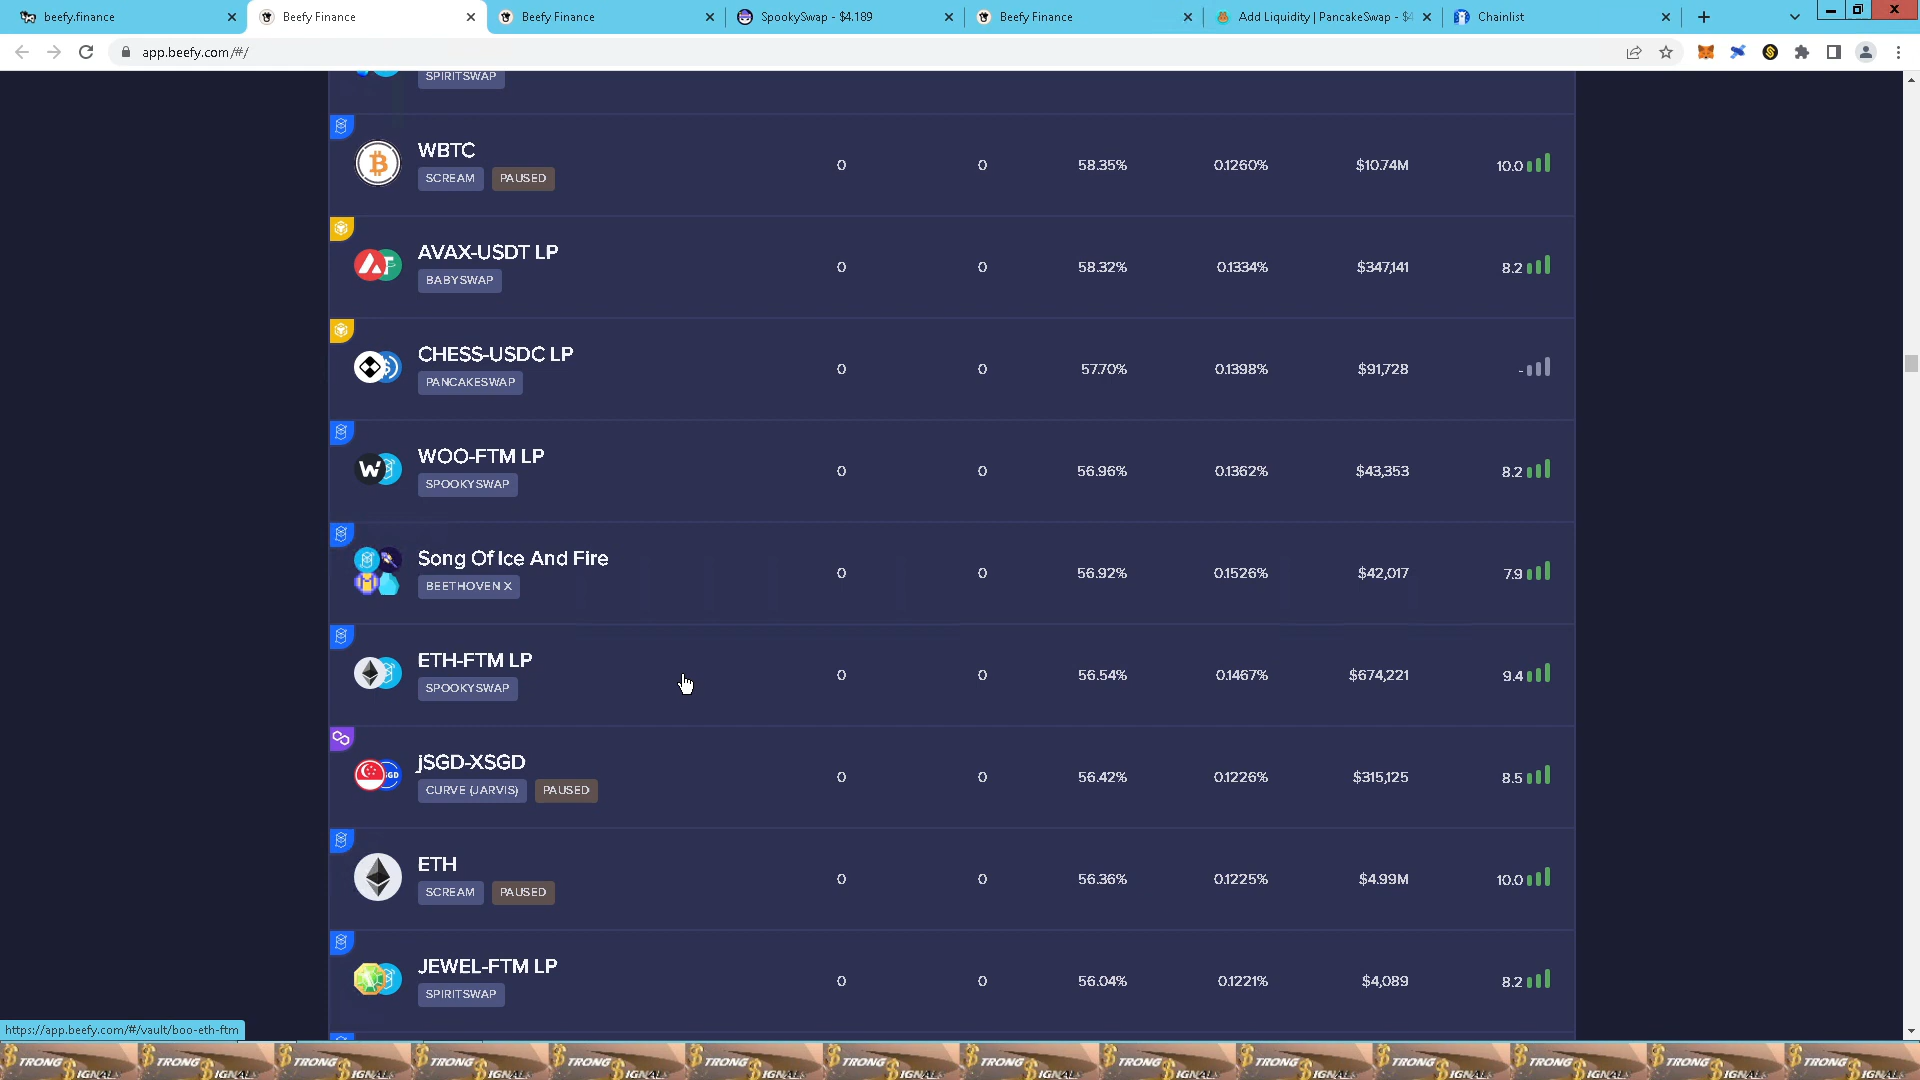 beefy.finance
Beefy Finance
Beefy Finance
SpookySwap - $4.189
Beefy Finance
Add Liquidity | PancakeSwap - $4
Chainlist
app.beefy.com/#/
SPIRITSWAP
WBTC
SCREAM PAUSED
0 0 58.35% 0.1260% $10.74M 10.0
AVAX-USDT LP
BABYSWAP
0 0 58.32% 0.1334% $347,141 8.2
CHESS-USDC LP
PANCAKESWAP
0 0 57.70% 0.1398% $91,728 -
WOO-FTM LP
SPOOKYSWAP
0 0 56.96% 0.1362% $43,353 8.2
Song Of Ice And Fire
BEETHOVEN X
0 0 56.92% 0.1526% $42,017 7.9
ETH-FTM LP
SPOOKYSWAP
0 0 56.54% 0.1467% $674,221 9.4
jSGD-XSGD
CURVE (JARVIS) PAUSED
0 0 56.42% 0.1226% $315,125 8.5
ETH
SCREAM PAUSED
0 0 56.36% 0.1225% $4.99M 10.0
JEWEL-FTM LP
SPIRITSWAP
0 0 56.04% 0.1221% $4,089 8.2
https://app.beefy.com/#/vault/boo-eth-ftm